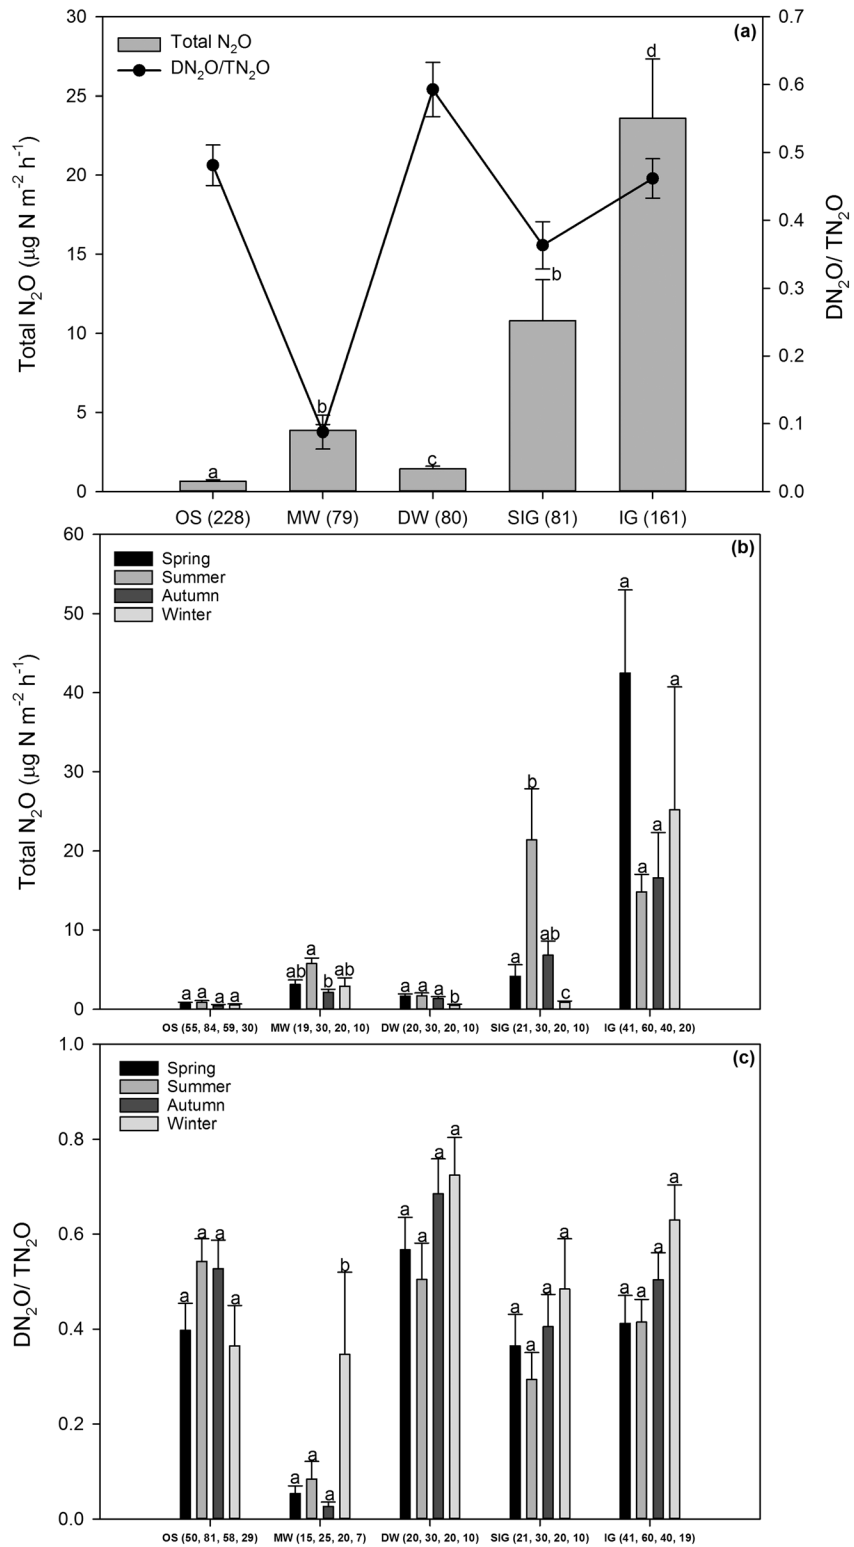 (a)
Total N2O
DN2O/TN2O
Total N2O (µg N m-2 h-1)
DN2O/ TN2O
30
25
20
15
10
5
0
0.7
0.6
0.5
0.4
0.3
0.2
0.1
0.0
a
b
c
b
d
OS (228) MW (79) DW (80) SIG (81) IG (161)
(b)
Spring
Summer
Autumn
Winter
Total N2O (µg N m-2 h-1)
60
50
40
30
20
10
0
a a a a
ab a b ab
a a a b
a b ab c
a a a a
OS (55, 84, 59, 30) MW (19, 30, 20, 10) DW (20, 30, 20, 10) SIG (21, 30, 20, 10) IG (41, 60, 40, 20)
(c)
Spring
Summer
Autumn
Winter
DN2O/ TN2O
1.0
0.8
0.6
0.4
0.2
0.0
a a a a
a a a b
a a a a
a a a a
a a a a
OS (50, 81, 58, 29) MW (15, 25, 20, 7) DW (20, 30, 20, 10) SIG (21, 30, 20, 10) IG (41, 60, 40, 19)